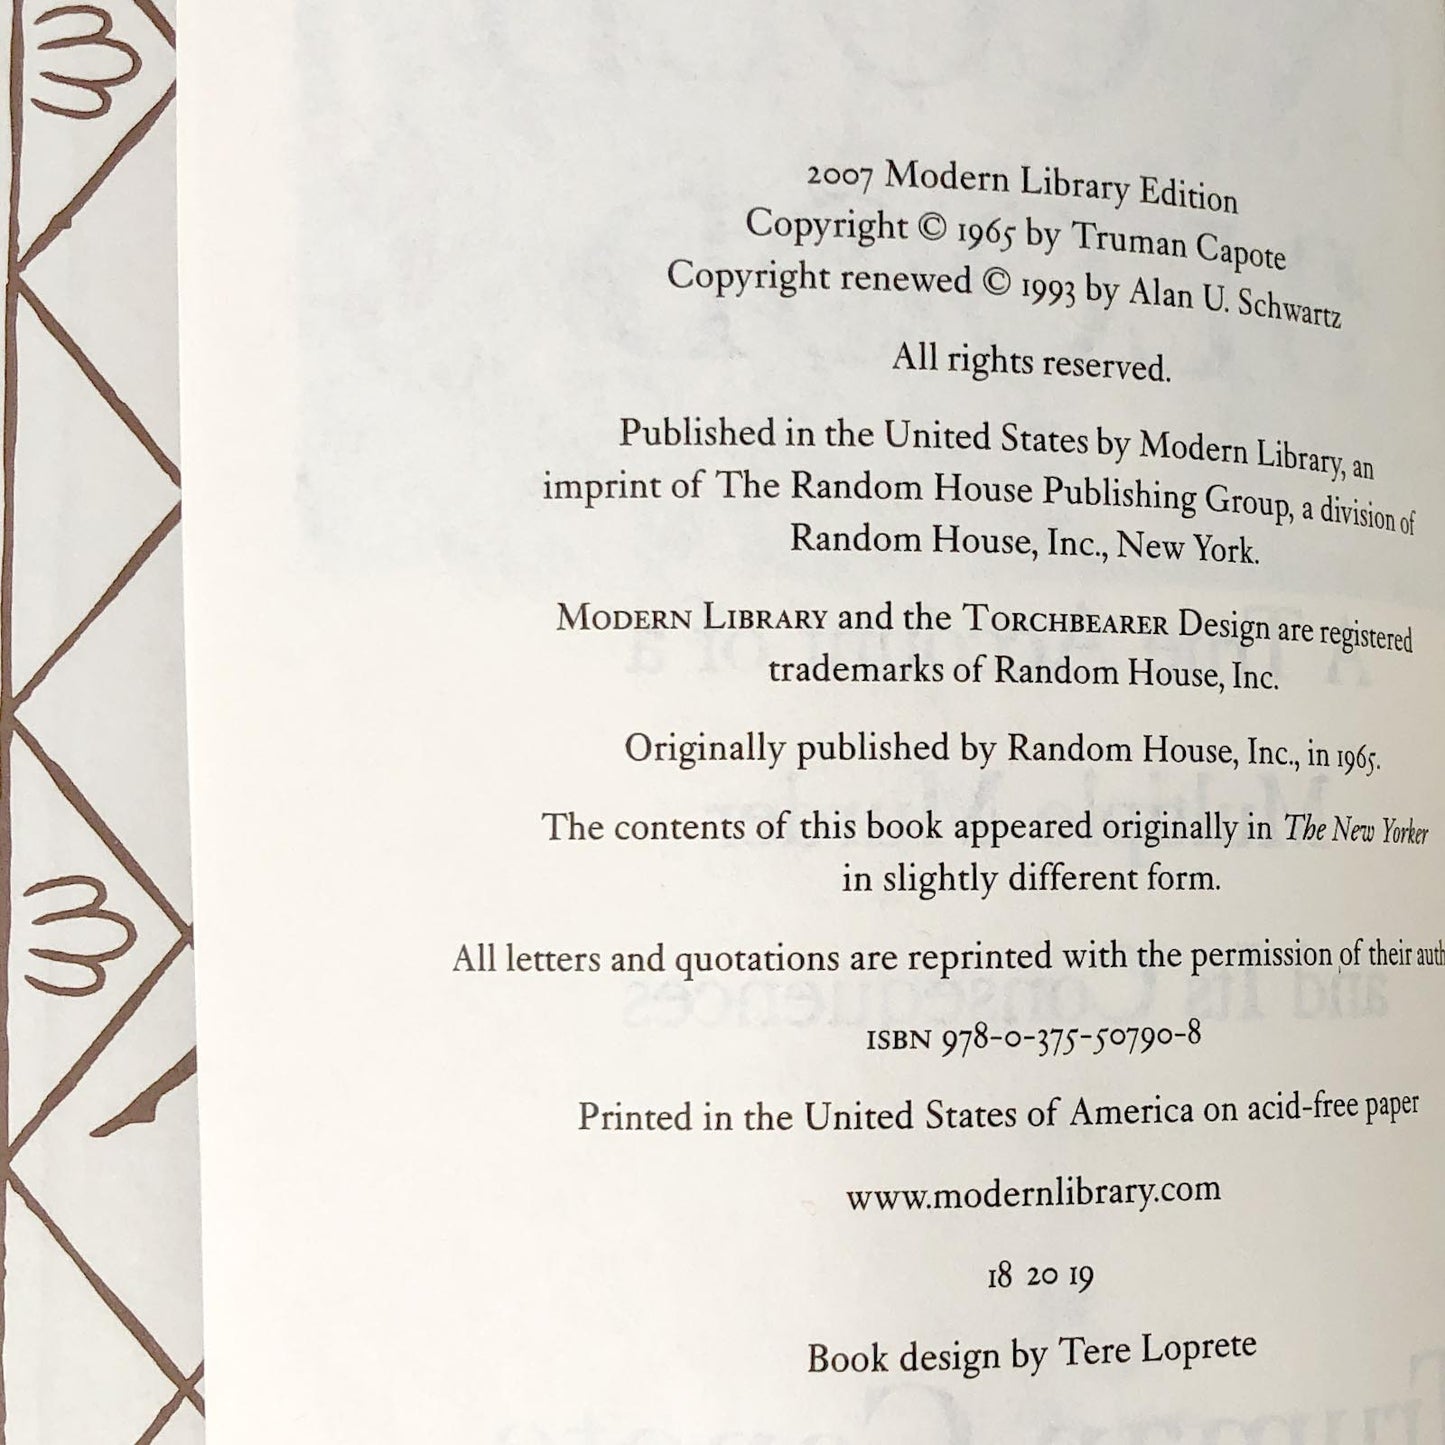 2007 Modern Library Edition
Copyright © 1965 by Truman Capote
Copyright renewed © 1993 by Alan U. Schwartz
All rights reserved.
Published in the United States by Modern Library, an
imprint of The Random House Publishing Group, a division of
Random House, Inc., New York.
MODERN LIBRARY and the TORCHBEARER Design are registered
trademarks of Random House, Inc.
Originally published by Random House, Inc., in 1965.
The contents of this book appeared originally in The New Yorker
in slightly different form.
All letters and quotations are reprinted with the permission of their
ISBN 978-0-375-50790-8
Printed in the United States of America on acid-free paper
www.modernlibrary.com
18 20 19
Book design by Tere Loprete